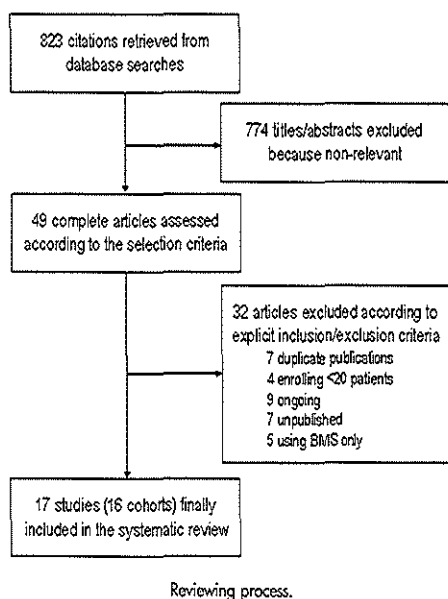 823 citations retrieved from
database searches
774 titles/abstracts excluded
because non-relevant
49 complete articles assessed
according to the selection criteria
32 articles excluded according to
explicit inclusion/exclusion criteria
7 duplicate publications
4 enrolling <20 patients
9 ongoing
7 unpublished
5 using BMS only
17 studies (16 cohorts) finally
included in the systematic review
Reviewing process.